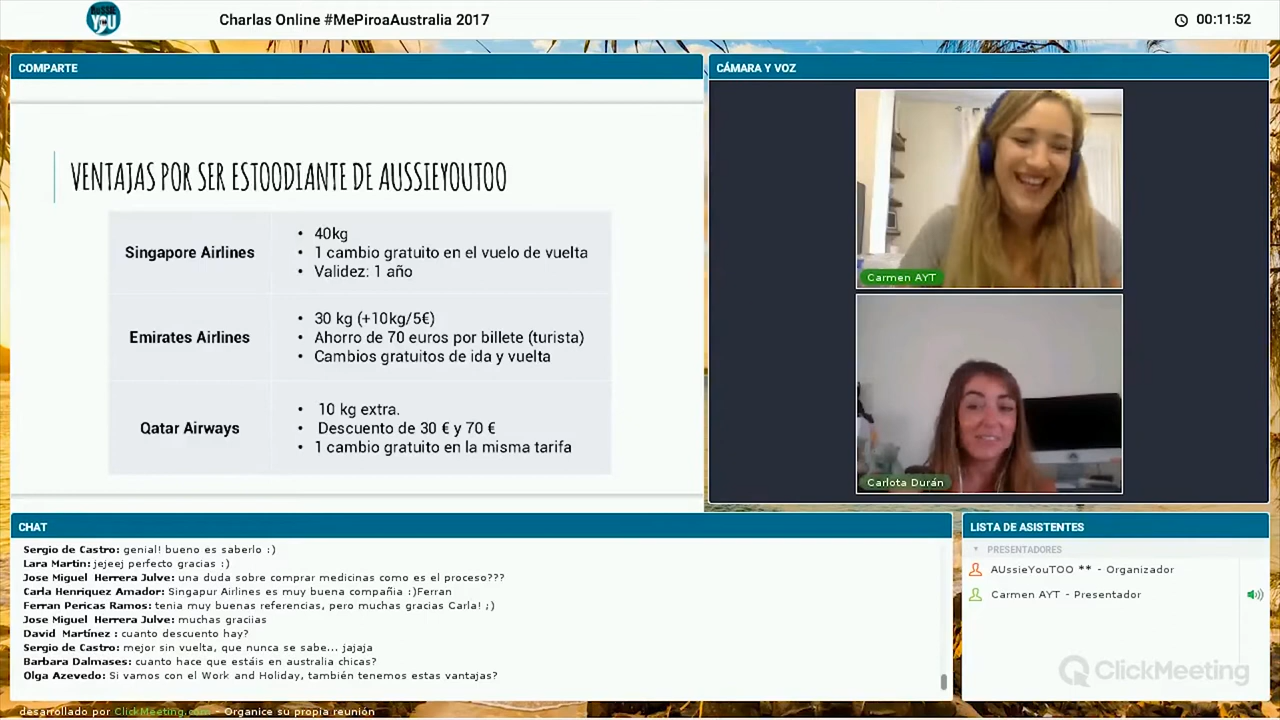 AUSSIE
YOU
TOO
Charlas Online #MePiroaAustralia 2017
00:11:52
COMPARTE
VENTAJAS POR SER ESTOODIANTE DE AUSSIEYOUTOO
Singapore Airlines
• 40kg
• 1 cambio gratuito en el vuelo de vuelta
• Validez: 1 año
Emirates Airlines
• 30 kg (+10kg/5€)
• Ahorro de 70 euros por billete (turista)
• Cambios gratuitos de ida y vuelta
Qatar Airways
• 10 kg extra.
• Descuento de 30 € y 70 €
• 1 cambio gratuito en la misma tarifa
CÁMARA Y VOZ
Carmen AYT
Carlota Durán
CHAT
Sergio de Castro: genial! bueno es saberlo :)
Lara Martin: jejeej perfecto gracias :)
Jose Miguel Herrera Julve: una duda sobre comprar medicinas como es el proceso???
Carla Henriquez Amador: Singapur Airlines es muy buena compañia :)Ferran
Ferran Pericas Ramos: tenia muy buenas referencias, pero muchas gracias Carla! ;)
Jose Miguel Herrera Julve: muchas graciias
David Martínez : cuanto descuento hay?
Sergio de Castro: mejor sin vuelta, que nunca se sabe... jajaja
Barbara Dalmases: cuanto hace que estáis en australia chicas?
Olga Azevedo: Si vamos con el Work and Holiday, también tenemos estas vantajas?
LISTA DE ASISTENTES
PRESENTADORES
AUssieYouTOO ** - Organizador
Carmen AYT - Presentador
ClickMeeting
desarrollado por ClickMeeting.com - Organice su propia reunión